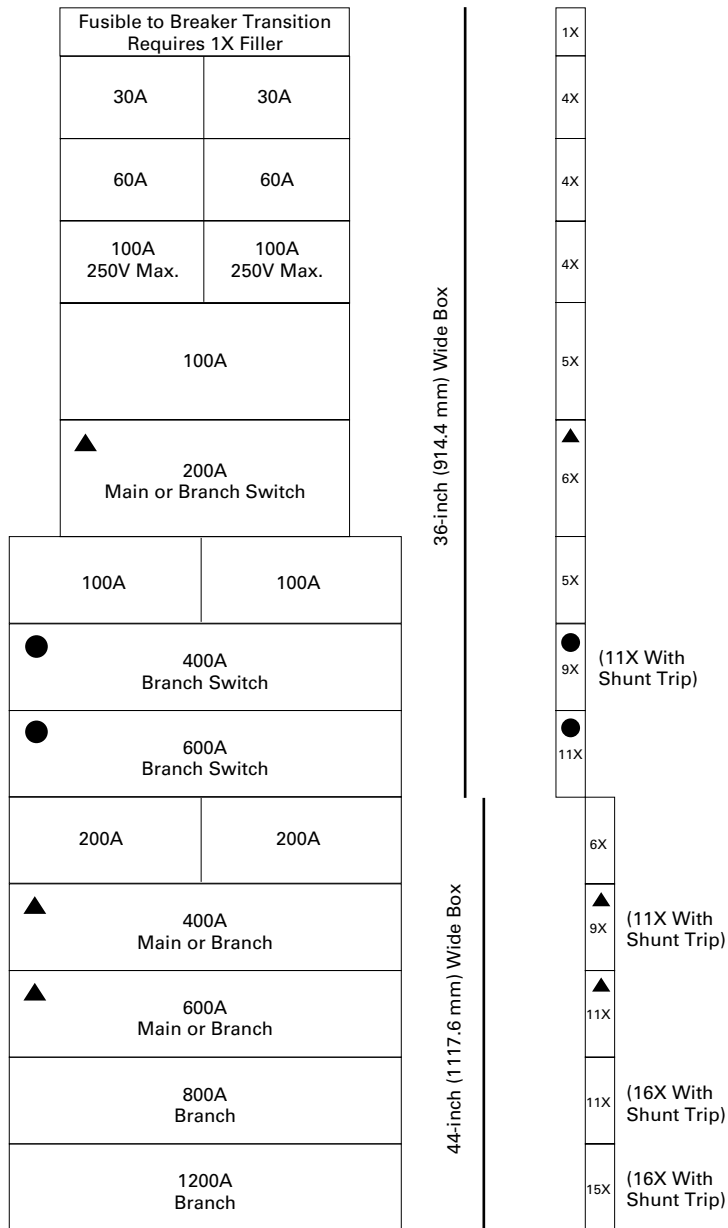 Fusible to Breaker Transition
Requires 1X Filler
1X
30A 30A
4X
60A 60A
4X
100A
250V Max.
100A
250V Max.
4X
100A
5X
200A
Main or Branch Switch
6X
36-inch (914.4 mm) Wide Box
100A 100A
5X
400A
Branch Switch
9X
(11X With
Shunt Trip)
600A
Branch Switch
11X
200A 200A
6X
400A
Main or Branch
9X
(11X With
Shunt Trip)
600A
Main or Branch
11X
44-inch (1117.6 mm) Wide Box
800A
Branch
11X
(16X With
Shunt Trip)
1200A
Branch
15X
(16X With
Shunt Trip)